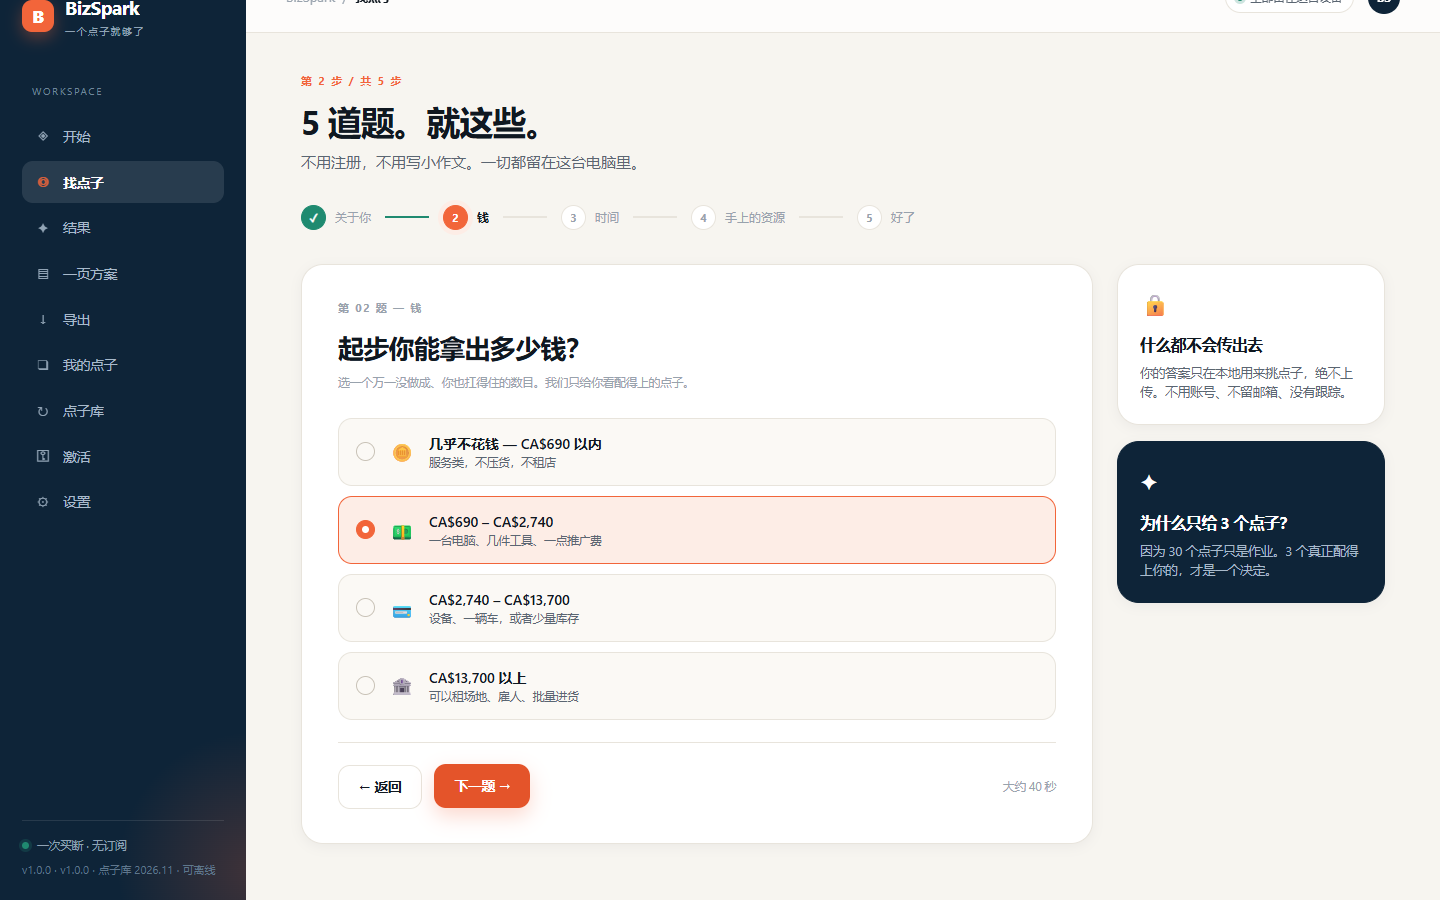 B
BizSpark
一个点子就够了
WORKSPACE
开始
找点子
结果
一页方案
导出
我的点子
点子库
激活
设置
一次买断 · 无订阅
v1.0.0 · v1.0.0 · 点子库 2026.11 · 可离线
第 2 步 / 共 5 步
5 道题。就这些。
不用注册，不用写小作文。一切都留在这台电脑里。
关于你
2 钱
3 时间
4 手上的资源
5 好了
第 02 题 — 钱
起步你能拿出多少钱？
选一个万一没做成、你也扛得住的数目。我们只给你看配得上的点子。
几乎不花钱 — CA$690 以内
服务类，不压货，不租店
CA$690 – CA$2,740
一台电脑、几件工具、一点推广费
CA$2,740 – CA$13,700
设备、一辆车，或者少量库存
CA$13,700 以上
可以租场地、雇人、批量进货
← 返回
下一题 →
大约 40 秒
什么都不会传出去
你的答案只在本地用来挑点子，绝不上
传。不用账号、不留邮箱、没有跟踪。
为什么只给 3 个点子？
因为 30 个点子只是作业。3 个真正配得
上你的，才是一个决定。